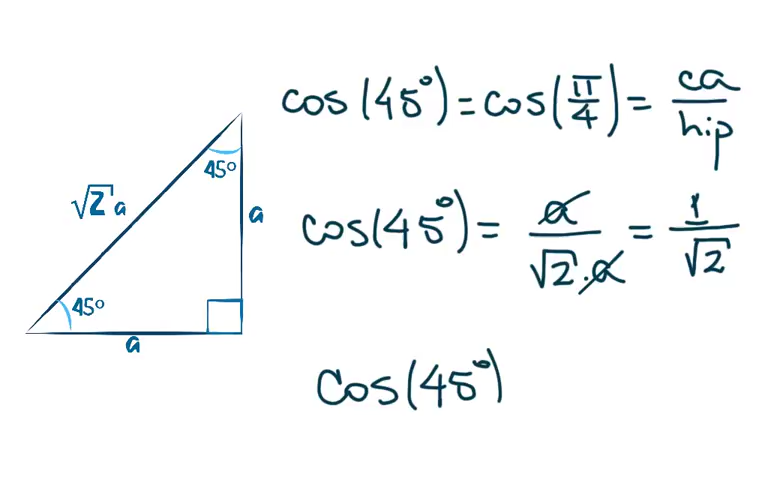 cos(45°) = cos(π/4) = ca/hip
45°
√2 a
a
cos(45°) = a/√2·a = 1/√2
45°
a
Cos(45°)